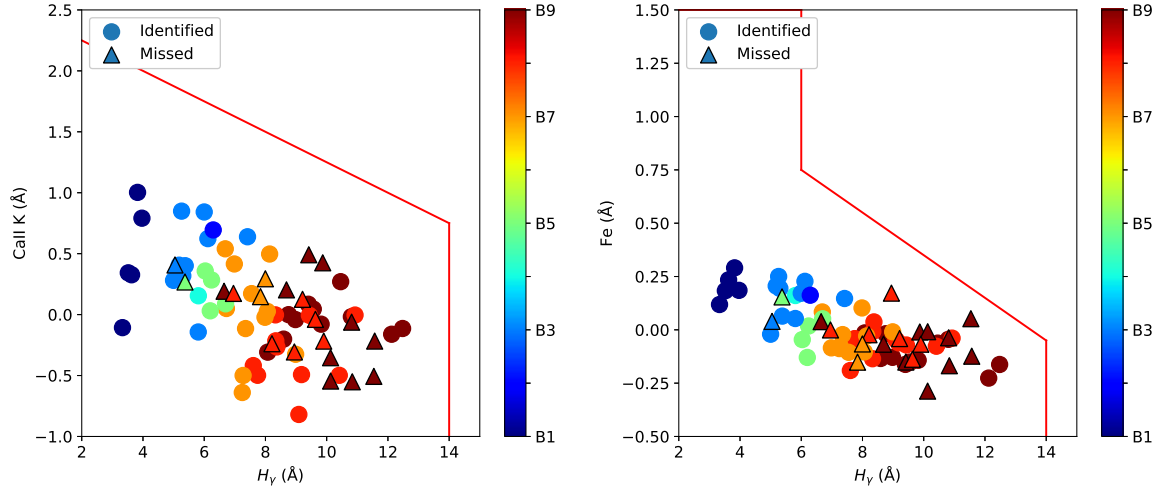 2.5
2.0
1.5
1.0
0.5
0.0
−0.5
−1.0
CaII K (Å)
2
4
6
8
10
12
14
Hγ (Å)
Identified
Missed
B9
B7
B5
B3
B1
1.50
1.25
1.00
0.75
0.50
0.25
0.00
−0.25
−0.50
Fe (Å)
2
4
6
8
10
12
14
Hγ (Å)
Identified
Missed
B9
B7
B5
B3
B1